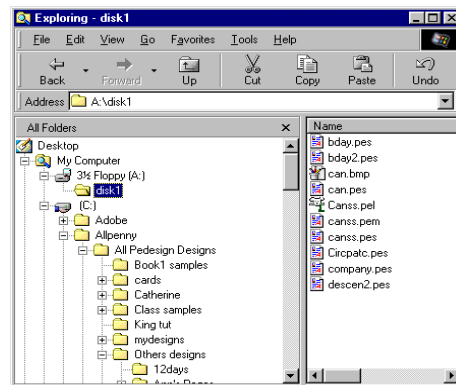 Exploring - disk1
File Edit View Go Favorites Tools Help
Back Forward Up Cut Copy Paste Undo
Address A:\disk1
All Folders
Desktop
My Computer
3½ Floppy (A:)
disk1
(C:)
Adobe
Allpenny
All Pedesign Designs
Book1 samples
cards
Catherine
Class samples
King tut
mydesigns
Others designs
12days
Name
bday.pes
bday2.pes
can.bmp
can.pes
Canss.pel
canss.pem
canss.pes
Circpatc.pes
company.pes
descen2.pes